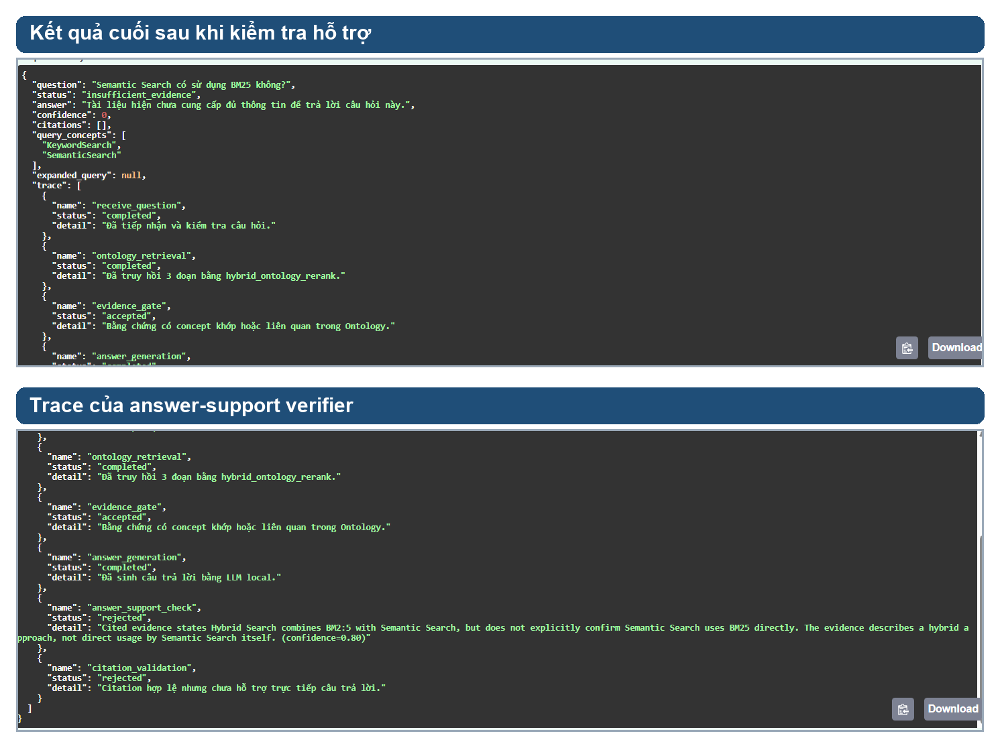 Kết quả cuối sau khi kiểm tra hỗ trợ
{
"question": "Semantic Search có sử dụng BM25 không?",
"status": "insufficient_evidence",
"answer": "Tài liệu hiện chưa cung cấp đủ thông tin để trả lời câu hỏi này.",
"confidence": 0,
"citations": [],
"query_concepts": [
"KeywordSearch",
"SemanticSearch"
],
"expanded_query": null,
"trace": [
{
"name": "receive_question",
"status": "completed",
"detail": "Đã tiếp nhận và kiểm tra câu hỏi."
},
{
"name": "ontology_retrieval",
"status": "completed",
"detail": "Đã truy hồi 3 đoạn bằng hybrid_ontology_rerank."
},
{
"name": "evidence_gate",
"status": "accepted",
"detail": "Bằng chứng có concept khớp hoặc liên quan trong Ontology."
},
{
"name": "answer_generation",
Download
Trace của answer-support verifier
},
{
"name": "ontology_retrieval",
"status": "completed",
"detail": "Đã truy hồi 3 đoạn bằng hybrid_ontology_rerank."
},
{
"name": "evidence_gate",
"status": "accepted",
"detail": "Bằng chứng có concept khớp hoặc liên quan trong Ontology."
},
{
"name": "answer_generation",
"status": "completed",
"detail": "Đã sinh câu trả lời bằng LLM local."
},
{
"name": "answer_support_check",
"status": "rejected",
"detail": "Cited evidence states Hybrid Search combines BM2:5 with Semantic Search, but does not explicitly confirm Semantic Search uses BM25 directly. The evidence describes a hybrid a
pproach, not direct usage by Semantic Search itself. (confidence=0.80)"
},
{
"name": "citation_validation",
"status": "rejected",
"detail": "Citation hợp lệ nhưng chưa hỗ trợ trực tiếp câu trả lời."
}
]
}
Download